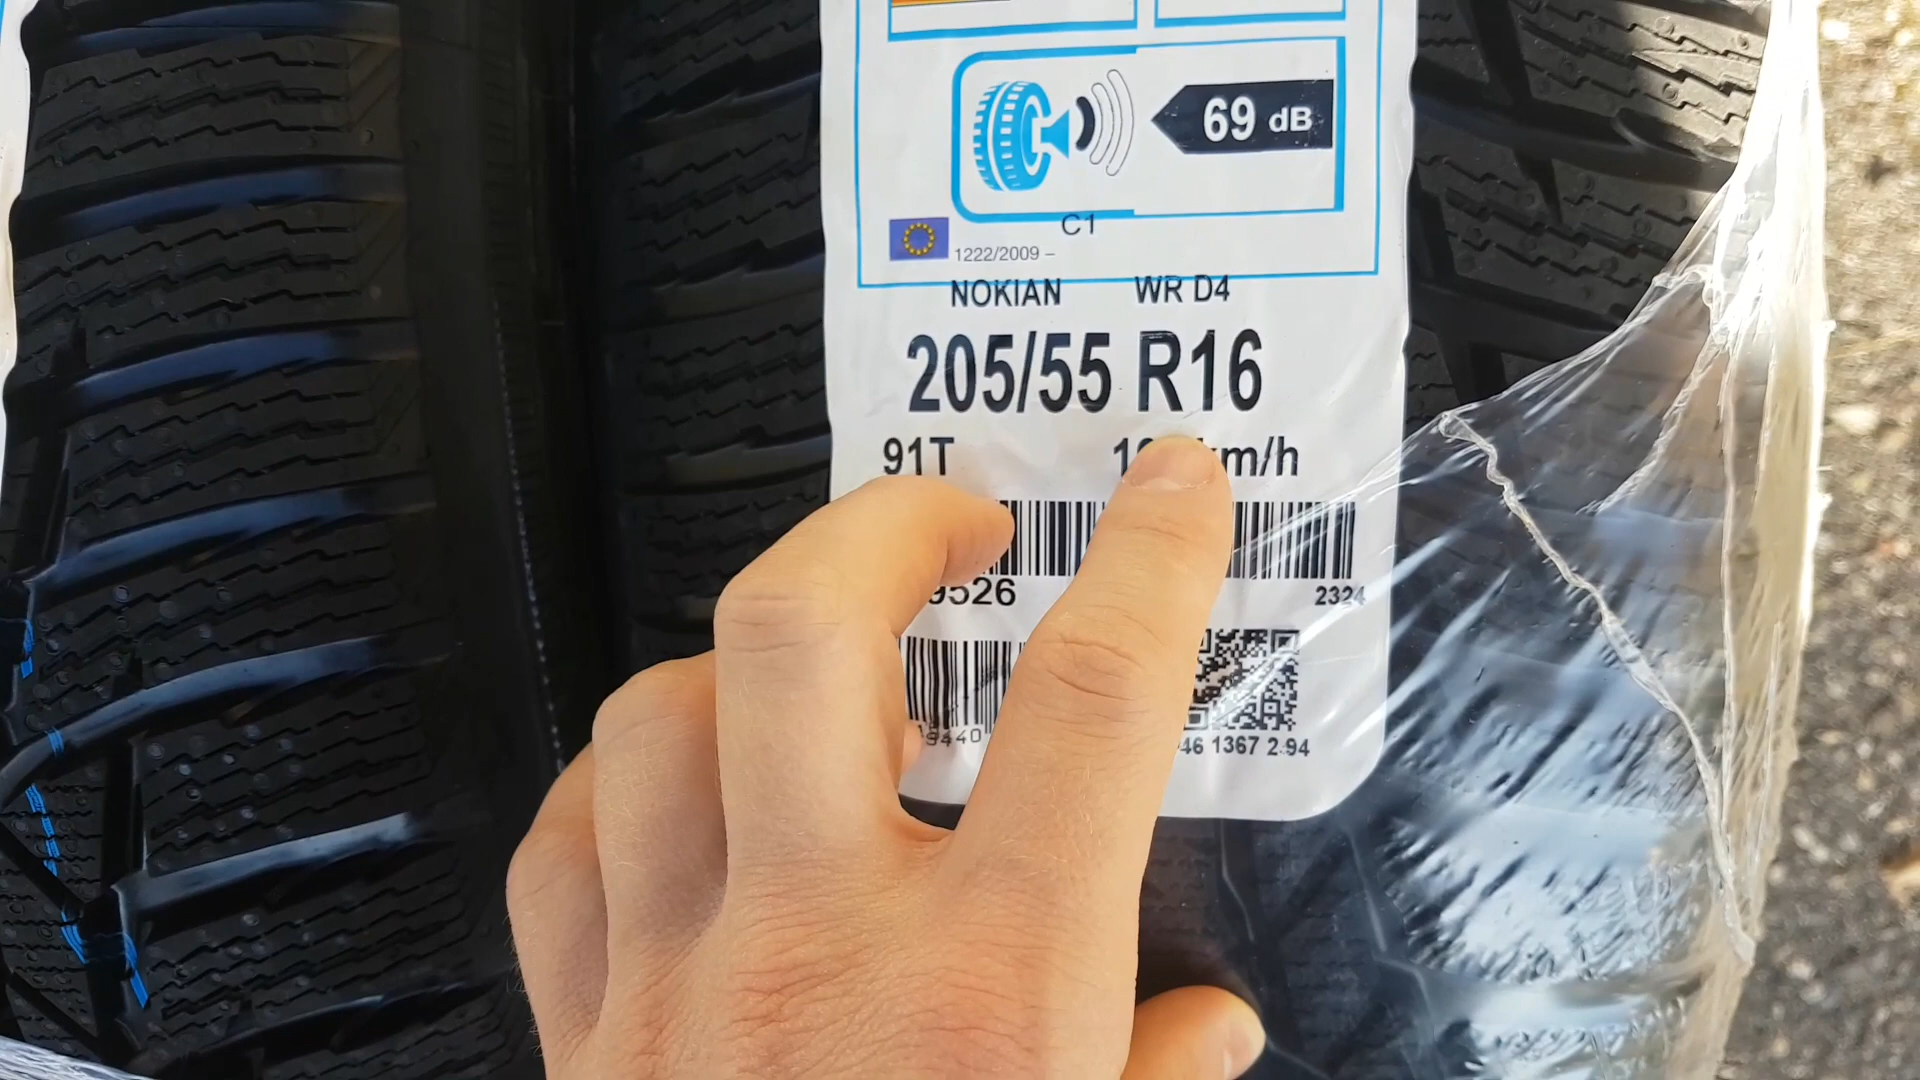 69 dB
C1
1222/2009 –
NOKIAN WR D4
205/55 R16
91T km/h
9526 2324
9440 46 1367 2.94